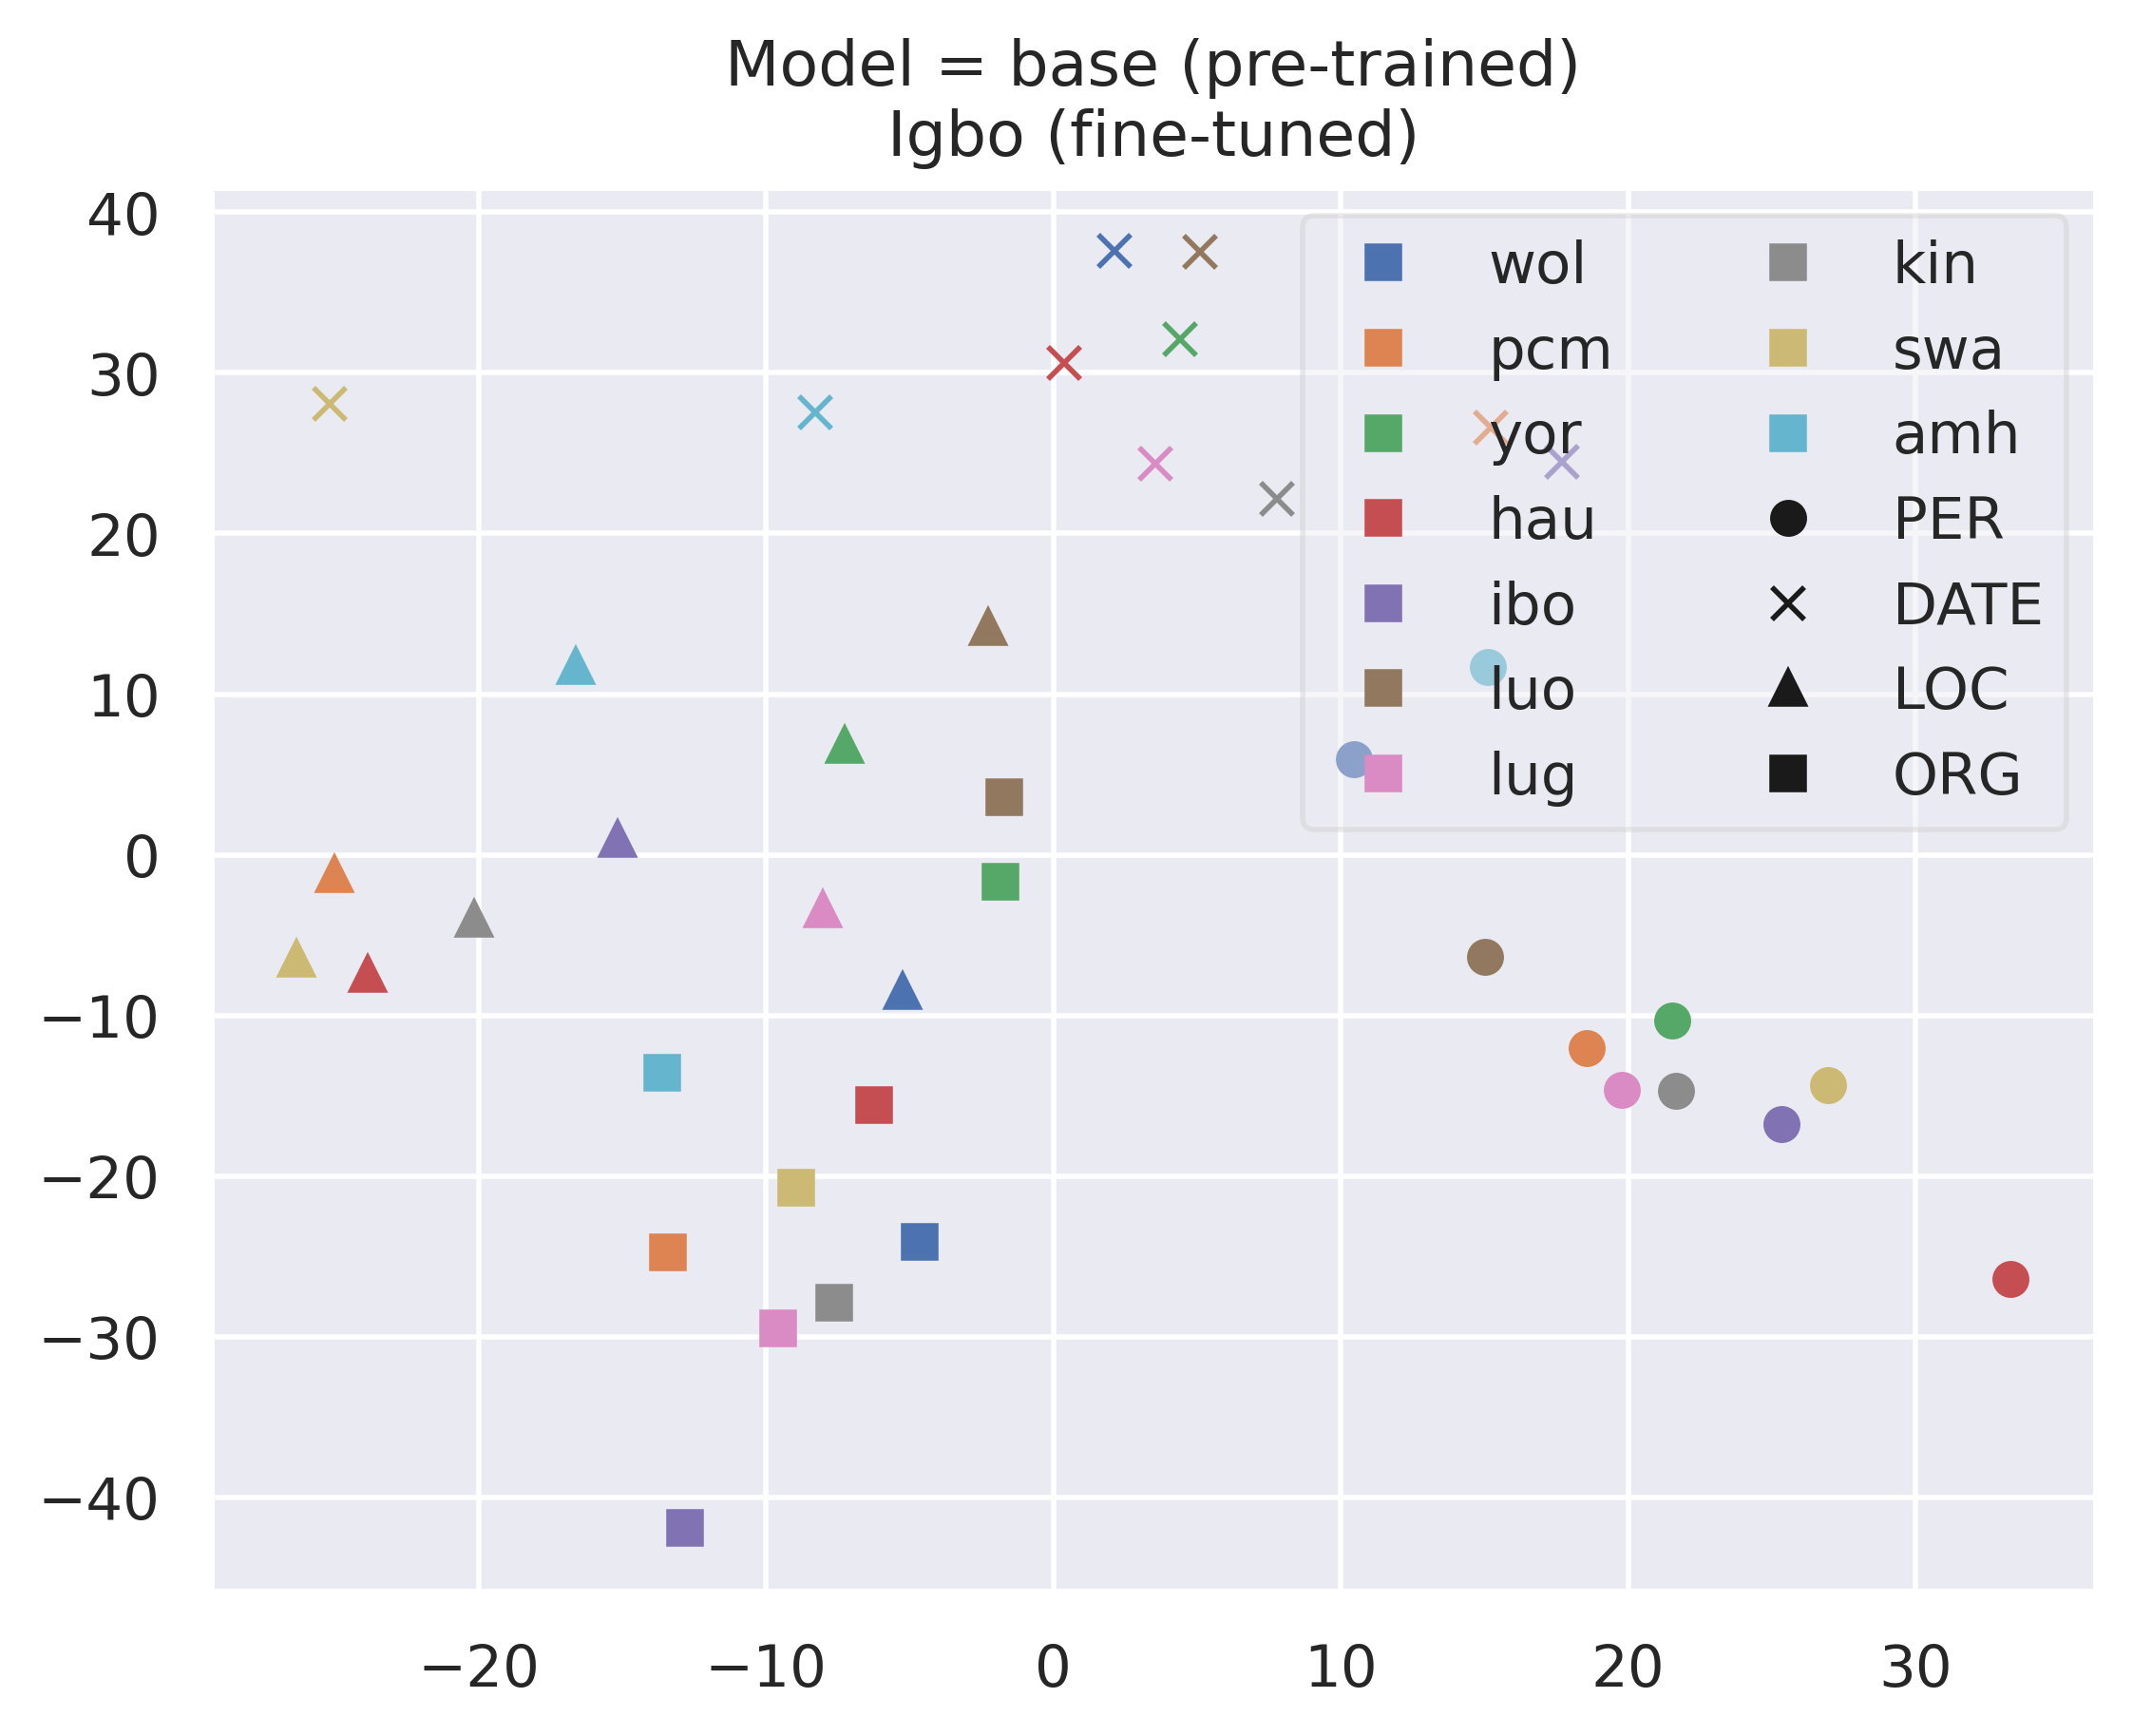 Model = base (pre-trained)
Igbo (fine-tuned)
40
30
20
10
0
−10
−20
−30
−40
wol
pcm
yor
hau
ibo
luo
lug
kin
swa
amh
PER
DATE
LOC
ORG
−20 −10 0 10 20 30